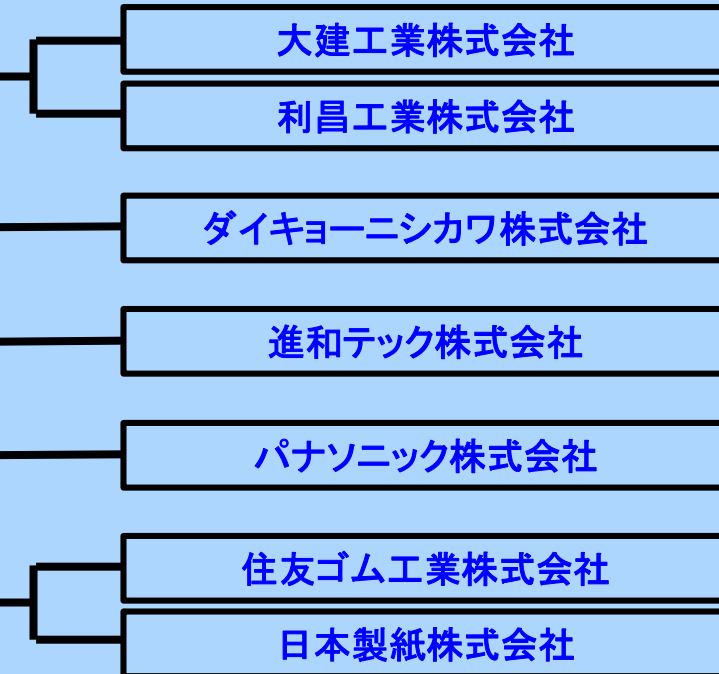 大建工業株式会社
利昌工業株式会社
ダイキョーニシカワ株式会社
進和テック株式会社
パナソニック株式会社
住友ゴム工業株式会社
日本製紙株式会社